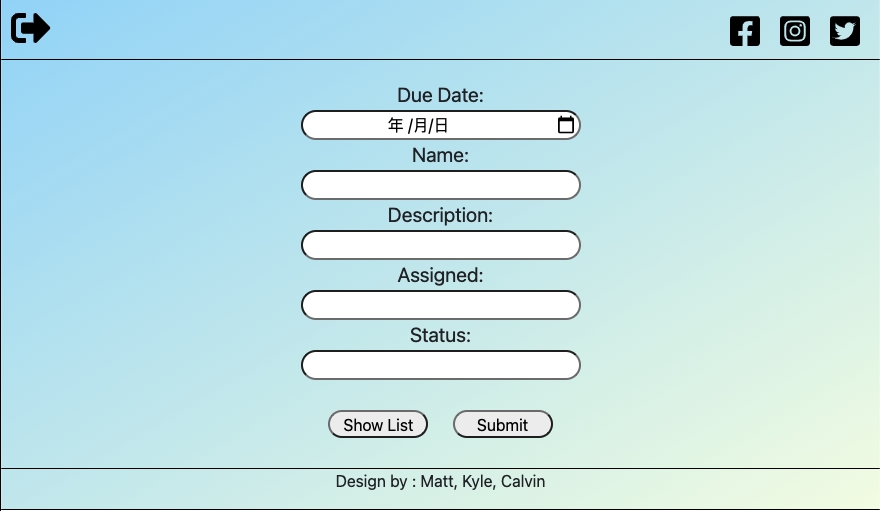 Due Date:
年 /月/日
Name:
Description:
Assigned:
Status:
Show List Submit
Design by : Matt, Kyle, Calvin